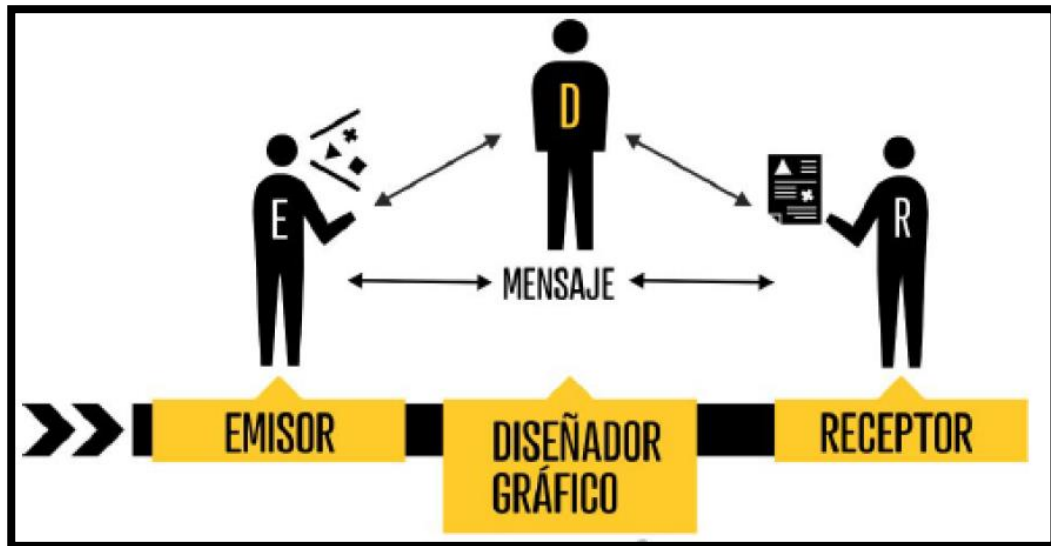 D
E
R
MENSAJE
EMISOR
DISEÑADOR
GRÁFICO
RECEPTOR